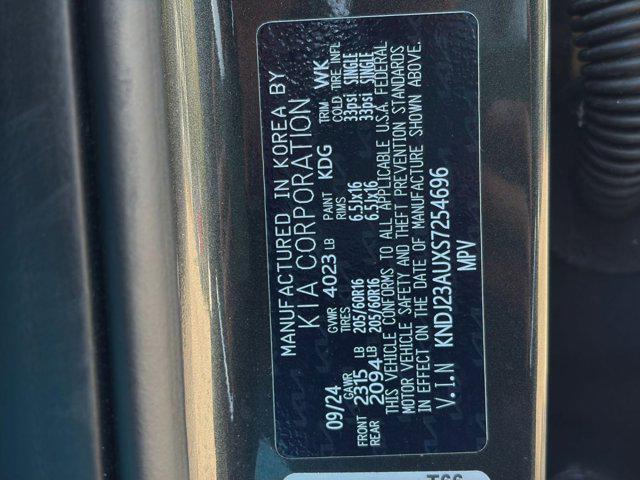 MANUFACTURED IN KOREA BY
KIA CORPORATION
09/24 GVWR 4023 LB PAINT KDG TRIM WK
GAWR TIRES RIMS COLD TIRE INFL
FRONT 2315 LB 205/60R16 6.5Jx16 33psi SINGLE
REAR 2094 LB 205/60R16 6.5Jx16 33psi SINGLE
THIS VEHICLE CONFORMS TO ALL APPLICABLE U.S.A. FEDERAL
MOTOR VEHICLE SAFETY AND THEFT PREVENTION STANDARDS
IN EFFECT ON THE DATE OF MANUFACTURE SHOWN ABOVE.
V.I.N KNDJ23AUXS7254696
MPV